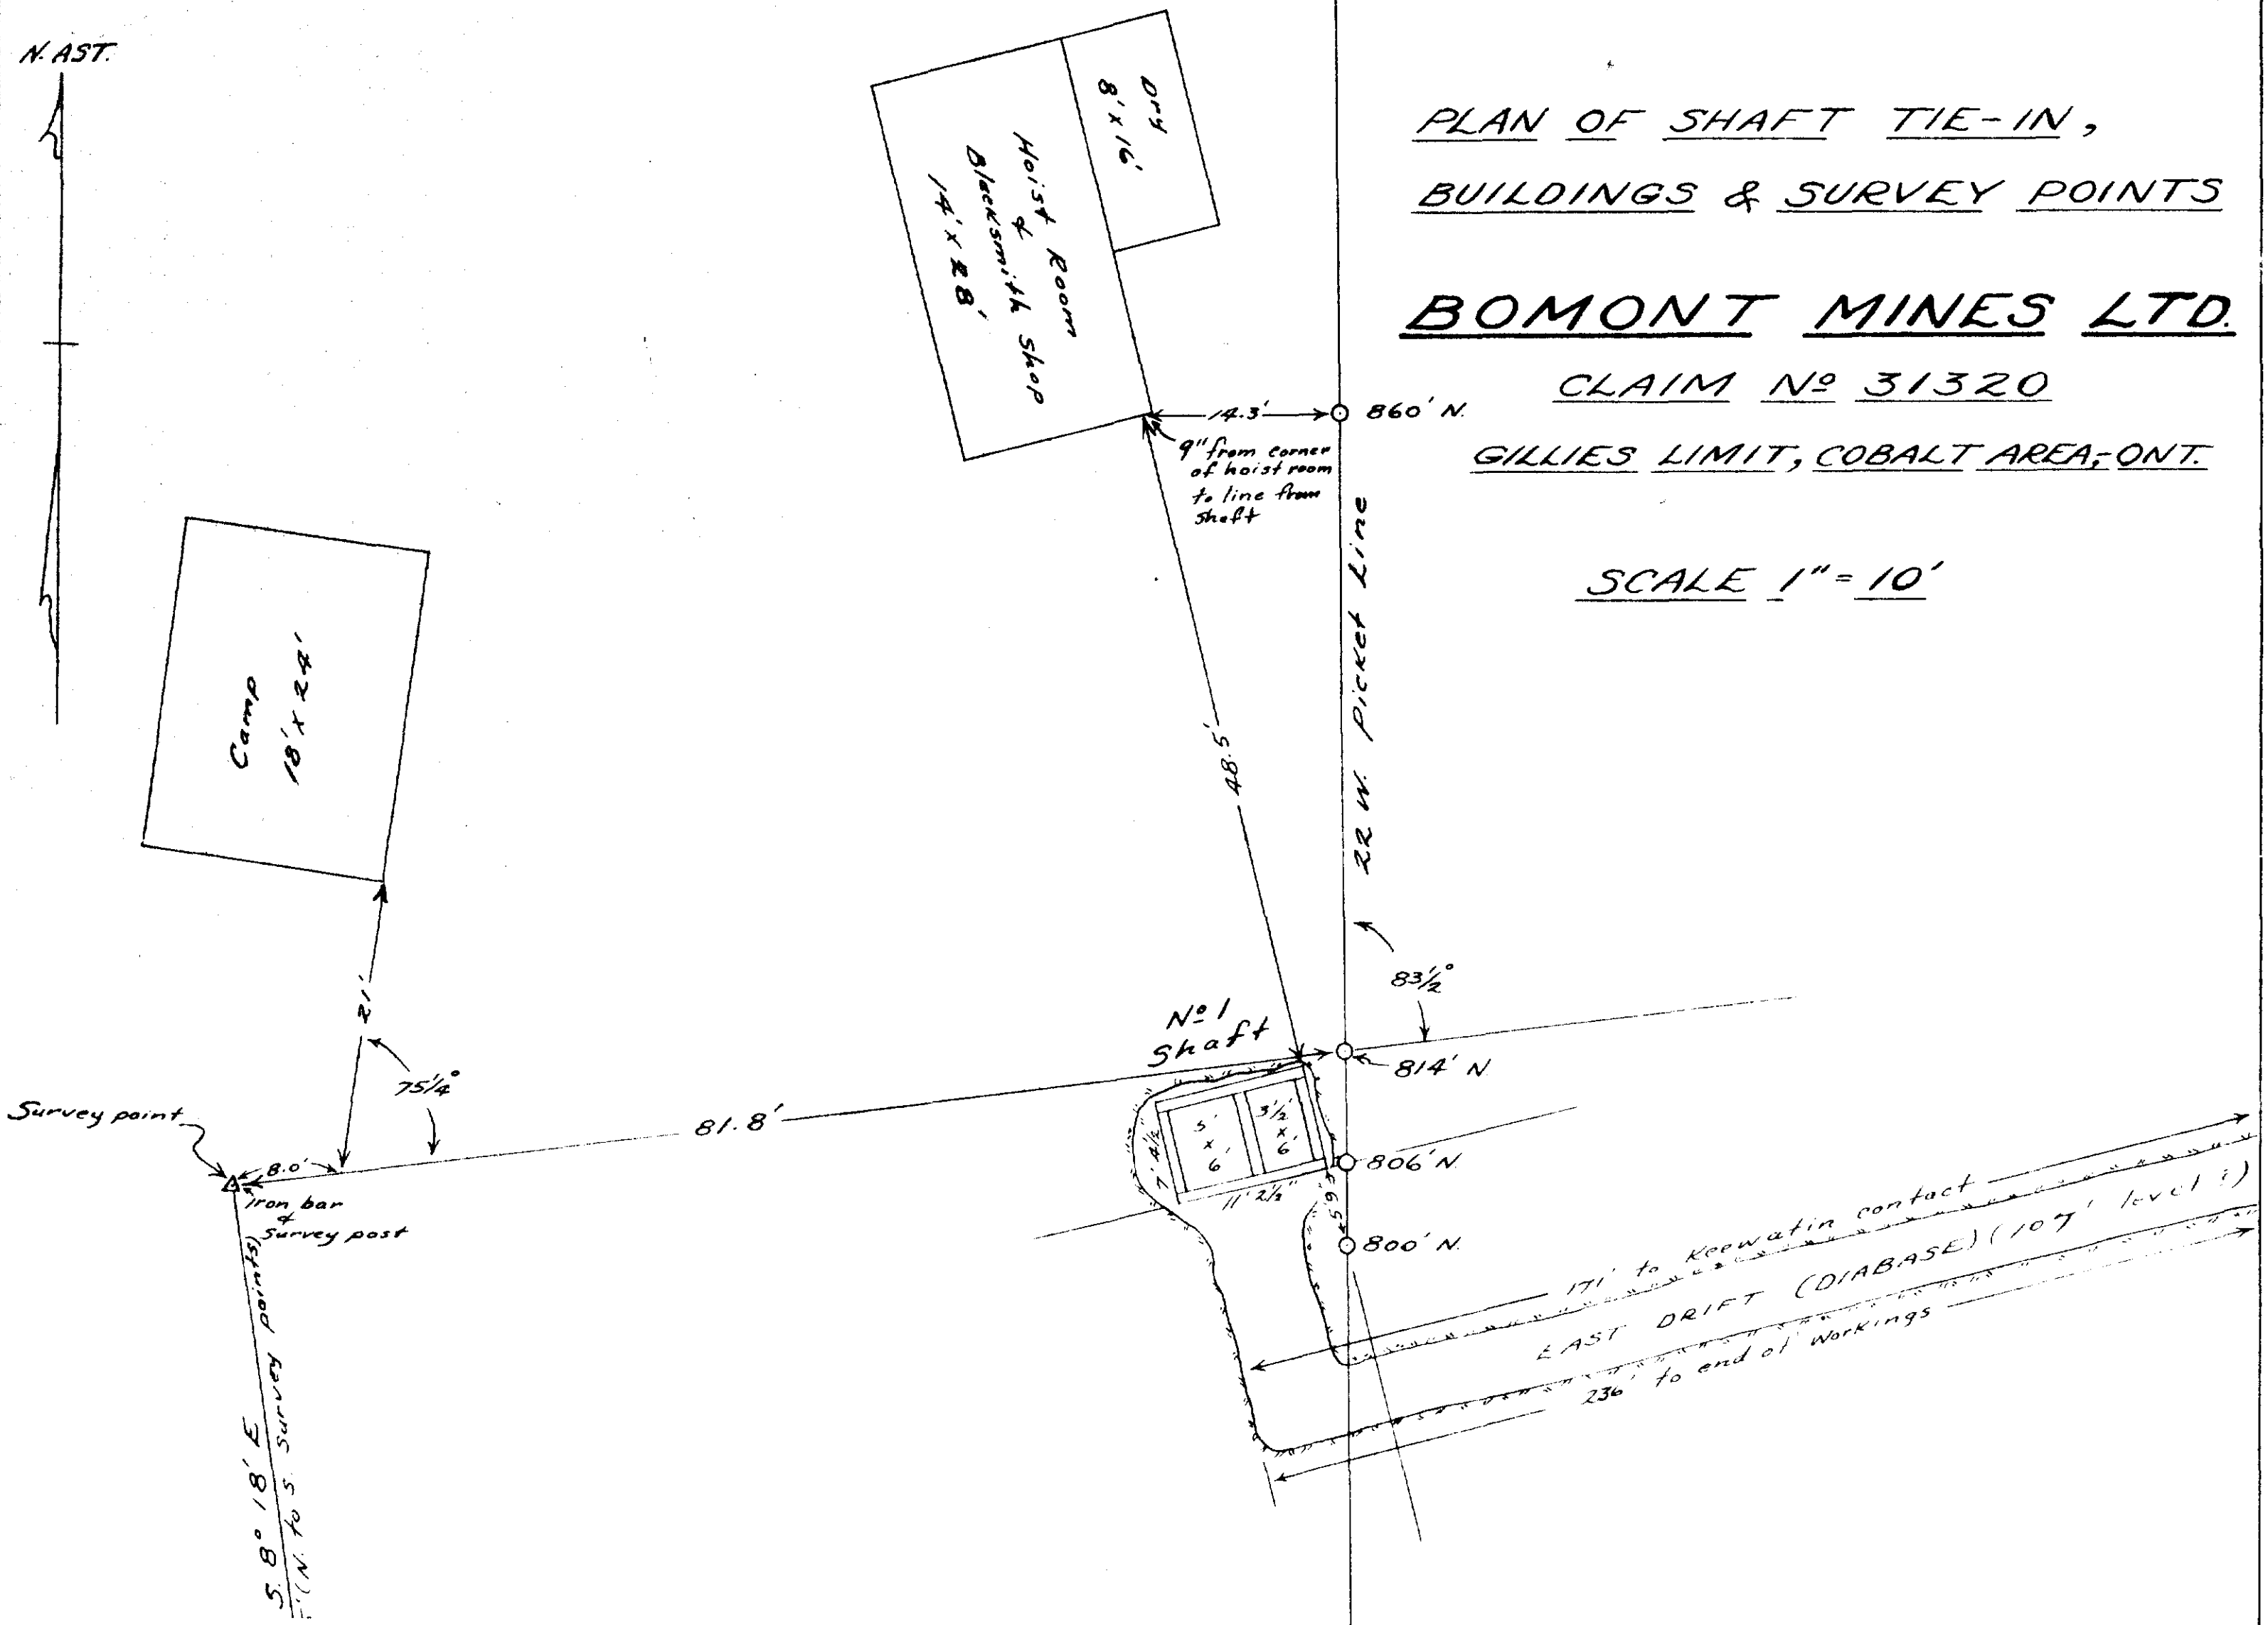 N. AST.
PLAN OF SHAFT TIE-IN,
BUILDINGS & SURVEY POINTS
BOMONT MINES LTD.
CLAIM Nº 31320
GILLIES LIMIT, COBALT AREA, ONT.
SCALE 1" = 10'
Dry
8' x 16'
Hoist Room
&
Blacksmith Shop
14' x 28'
14.3'
860' N.
9" from corner
of hoist room
to line from
shaft
22 W. Picket Line
Camp
18' x 24'
48.5'
21'
75¼°
83½°
Nº 1
Shaft
814' N
81.8'
Survey point
8.0'
Iron bar
&
Survey post
5'
x
6'
3½'
x
6'
7' 4½"
11' 2½"
806' N.
5.9'
800' N.
171' to Keewatin contact
EAST DRIFT (DIABASE) (107' level)
236' to end of workings
S. 8° 18' E
(N. to S. Survey points)